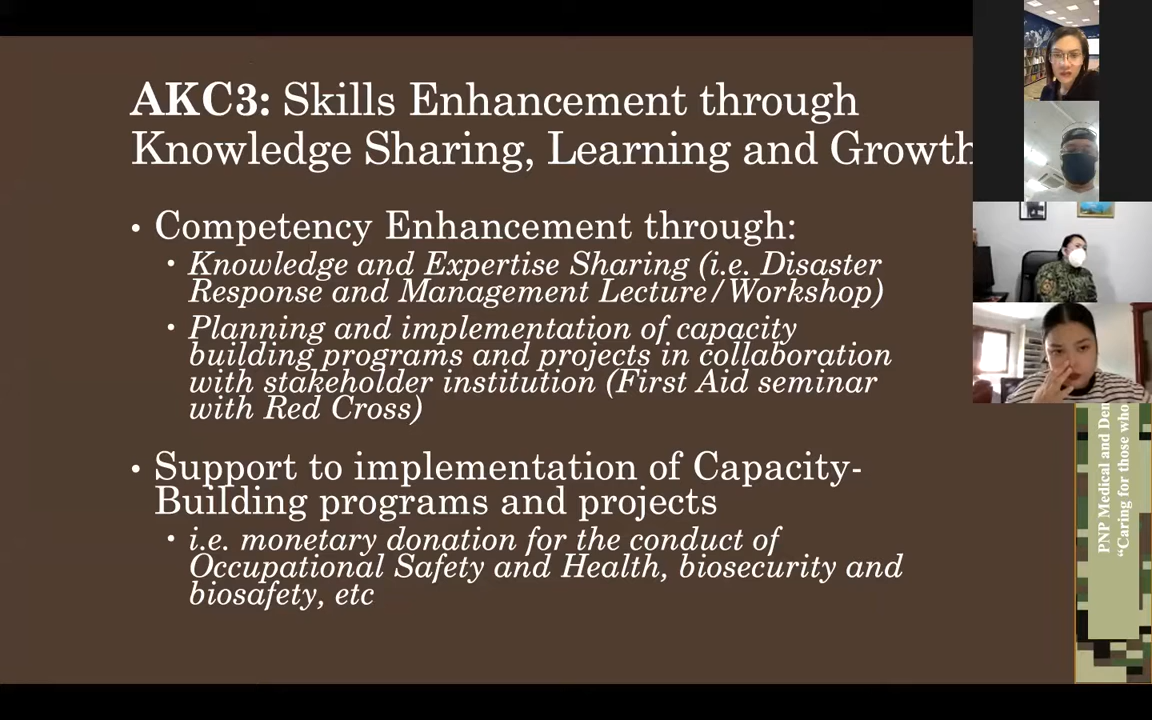 AKC3: Skills Enhancement through
Knowledge Sharing, Learning and Growth
• Competency Enhancement through:
• Knowledge and Expertise Sharing (i.e. Disaster
Response and Management Lecture/Workshop)
• Planning and implementation of capacity
building programs and projects in collaboration
with stakeholder institution (First Aid seminar
with Red Cross)
• Support to implementation of Capacity-
Building programs and projects
• i.e. monetary donation for the conduct of
Occupational Safety and Health, biosecurity and
biosafety, etc
PNP Medical and Den
“Caring for those who